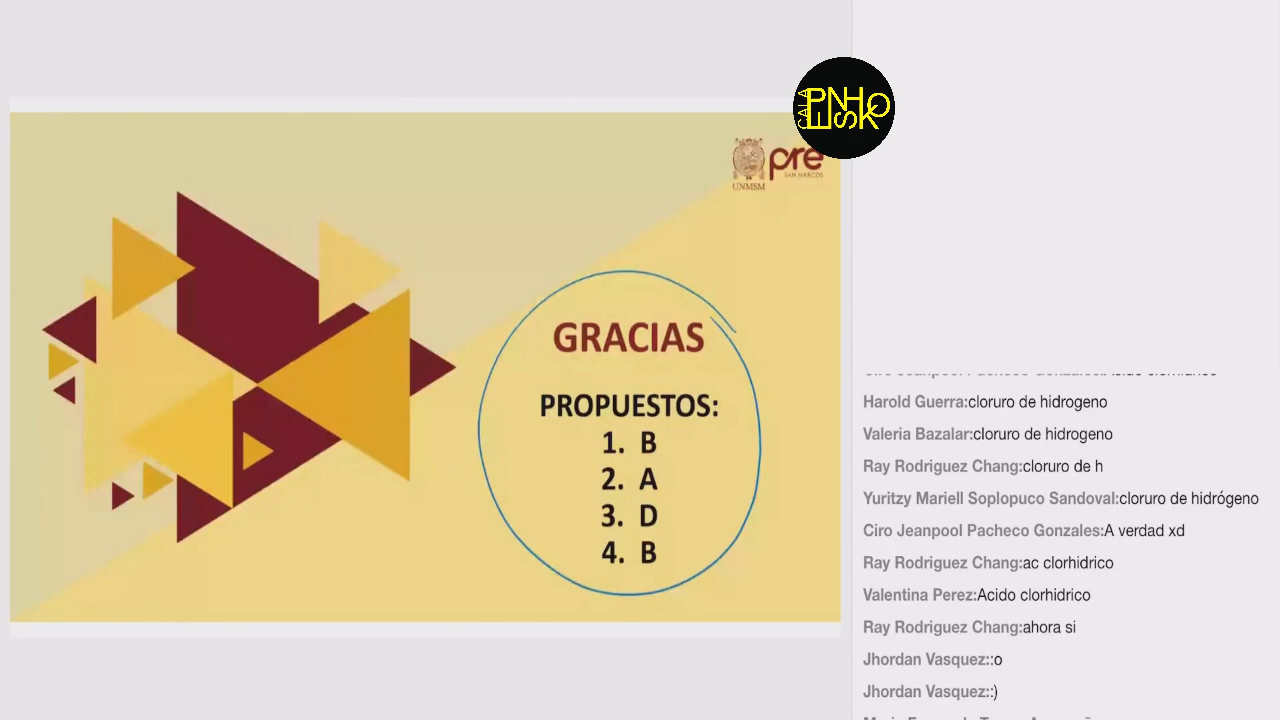 CALA
PENHOESK
pre
SAN MARCOS
UNMSM
GRACIAS
PROPUESTOS:
1. B
2. A
3. D
4. B
Harold Guerra:cloruro de hidrogeno
Valeria Bazalar:cloruro de hidrogeno
Ray Rodriguez Chang:cloruro de h
Yuritzy Mariell Soplopuco Sandoval:cloruro de hidrógeno
Ciro Jeanpool Pacheco Gonzales:A verdad xd
Ray Rodriguez Chang:ac clorhidrico
Valentina Perez:Acido clorhidrico
Ray Rodriguez Chang:ahora si
Jhordan Vasquez::o
Jhordan Vasquez::)